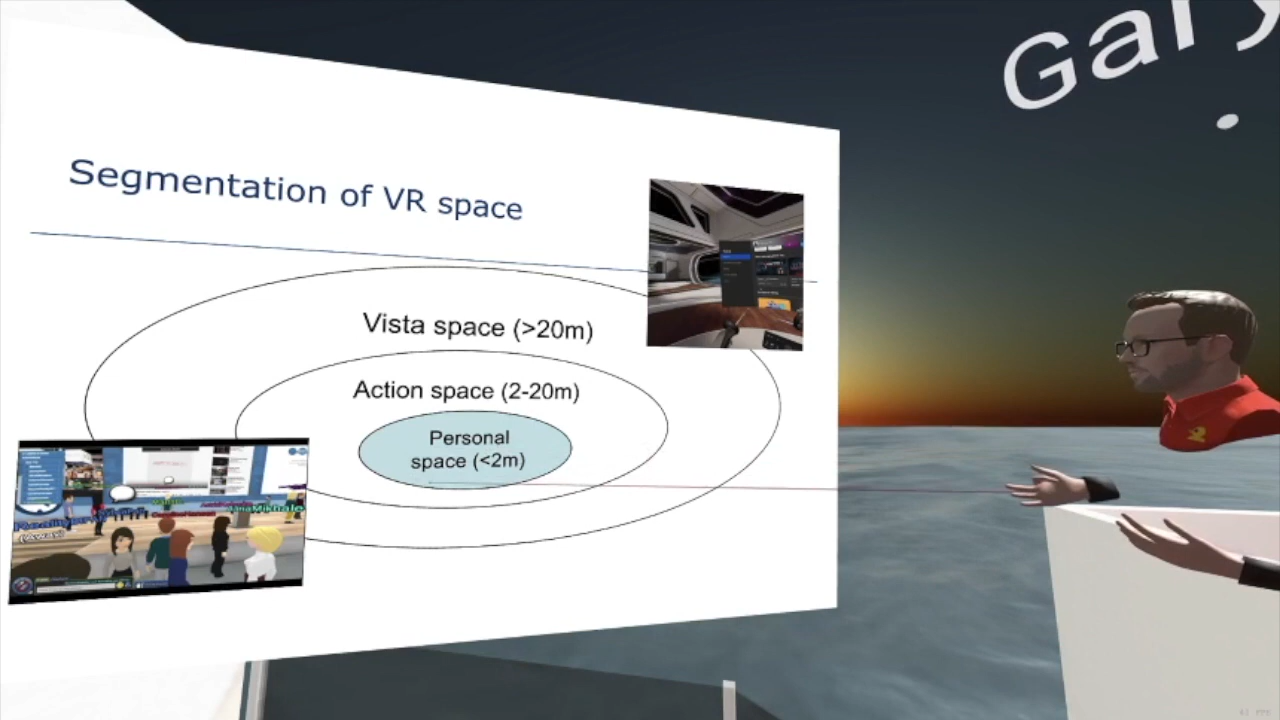 Gary
Segmentation of VR space
Vista space (>20m)
Action space (2-20m)
Personal
space (<2m)